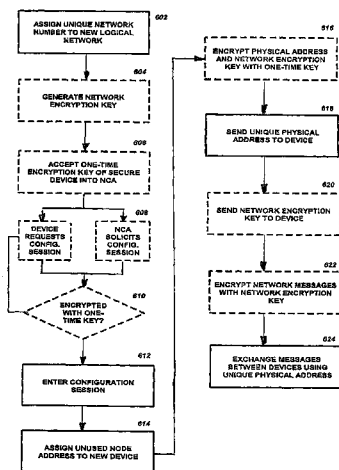 602
ASSIGN UNIQUE NETWORK
NUMBER TO NEW LOGICAL
NETWORK
604
GENERATE NETWORK
ENCRYPTION KEY
606
ACCEPT ONE-TIME
ENCRYPTION KEY OF SECURE
DEVICE INTO NCA
608
DEVICE
REQUESTS
CONFIG.
SESSION
NCA
SOLICITS
CONFIG.
SESSION
610
ENCRYPTED
WITH ONE-
TIME KEY?
612
ENTER CONFIGURATION
SESSION
614
ASSIGN UNUSED NODE
ADDRESS TO NEW DEVICE
616
ENCRYPT PHYSICAL ADDRESS
AND NETWORK ENCRYPTION
KEY WITH ONE-TIME KEY
618
SEND UNIQUE PHYSICAL
ADDRESS TO DEVICE
620
SEND NETWORK ENCRYPTION
KEY TO DEVICE
622
ENCRYPT NETWORK MESSAGES
WITH NETWORK ENCRYPTION
KEY
624
EXCHANGE MESSAGES
BETWEEN DEVICES USING
UNIQUE PHYSICAL ADDRESS